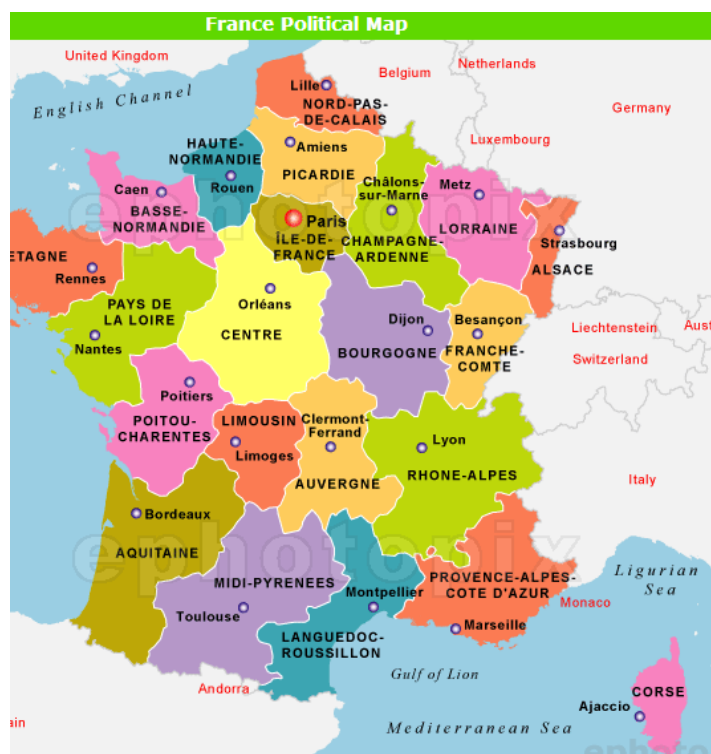 France Political Map
United Kingdom
Netherlands
Belgium
English Channel
Lille
NORD-PAS-
DE-CALAIS
Germany
Luxembourg
HAUTE-
NORMANDIE
Rouen
Amiens
PICARDIE
Caen
BASSE-
NORMANDIE
Châlons-
sur-Marne
CHAMPAGNE-
ARDENNE
Metz
LORRAINE
Paris
ÎLE-DE-
FRANCE
Strasbourg
ALSACE
ETAGNE
Rennes
PAYS DE
LA LOIRE
Nantes
Orléans
CENTRE
Dijon
BOURGOGNE
Besançon
FRANCHE-
COMTE
Liechtenstein
Aust
Switzerland
Poitiers
POITOU-
CHARENTES
LIMOUSIN
Limoges
Clermont-
Ferrand
AUVERGNE
Lyon
RHONE-ALPES
Italy
Bordeaux
AQUITAINE
MIDI-PYRENEES
Toulouse
Montpellier
LANGUEDOC-
ROUSSILLON
PROVENCE-ALPES-
COTE D'AZUR
Marseille
Monaco
Ligurian
Sea
Andorra
Gulf of Lion
CORSE
Ajaccio
ain
Mediterranean Sea
ephotopix
ephotopix
ephotop